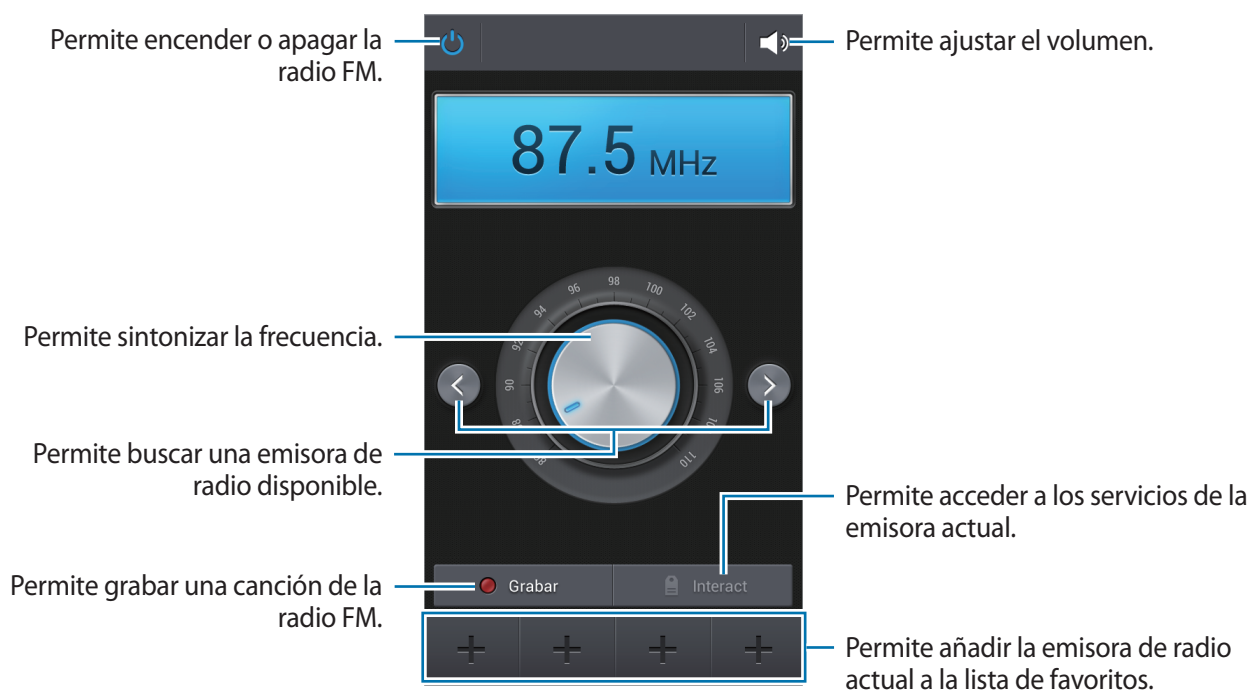 Permite encender o apagar la
radio FM.
Permite ajustar el volumen.
87.5 MHz
98
96
100
94
102
92
104
Permite sintonizar la frecuencia.
90
106
110
Permite buscar una emisora de
radio disponible.
Permite acceder a los servicios de la
emisora actual.
Permite grabar una canción de la
radio FM.
Grabar
Interact
Permite añadir la emisora de radio
actual a la lista de favoritos.